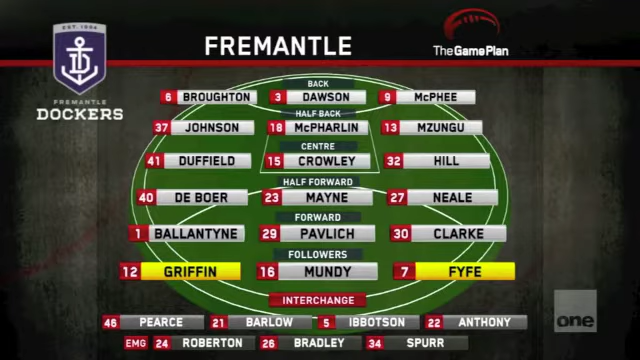 EST. 1994
FREMANTLE
DOCKERS
FREMANTLE
TheGamePlan
BACK
6 BROUGHTON 3 DAWSON 9 McPHEE
HALF BACK
37 JOHNSON 18 McPHARLIN 13 MZUNGU
CENTRE
41 DUFFIELD 15 CROWLEY 32 HILL
HALF FORWARD
40 DE BOER 23 MAYNE 27 NEALE
FORWARD
1 BALLANTYNE 29 PAVLICH 30 CLARKE
FOLLOWERS
12 GRIFFIN 16 MUNDY 7 FYFE
INTERCHANGE
46 PEARCE 21 BARLOW 5 IBBOTSON 22 ANTHONY
EMG 24 ROBERTON 26 BRADLEY 34 SPURR
one